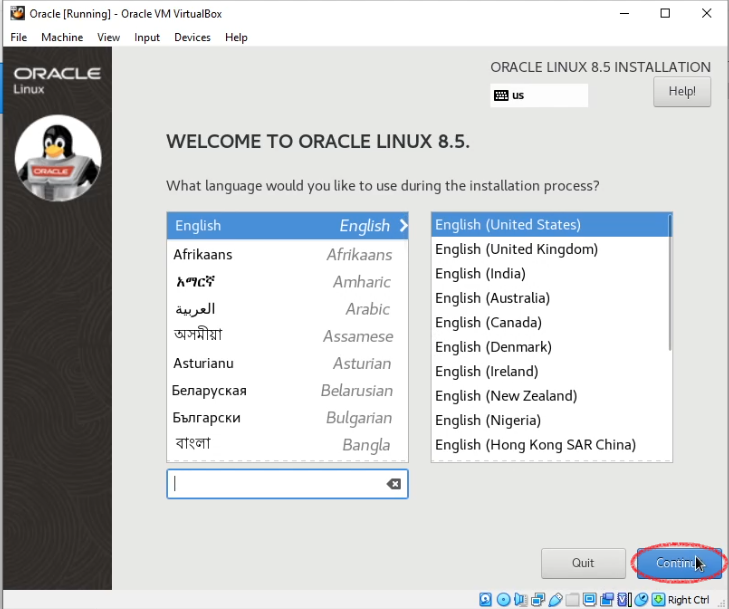 Oracle [Running] - Oracle VM VirtualBox
File Machine View Input Devices Help
ORACLE
Linux
ORACLE
ORACLE LINUX 8.5 INSTALLATION
us
Help!
WELCOME TO ORACLE LINUX 8.5.
What language would you like to use during the installation process?
English English
Afrikaans Afrikaans
አማርኛ Amharic
العربية Arabic
অসমীয়া Assamese
Asturianu Asturian
Беларуская Belarusian
Български Bulgarian
বাংলা Bangla
English (United States)
English (United Kingdom)
English (India)
English (Australia)
English (Canada)
English (Denmark)
English (Ireland)
English (New Zealand)
English (Nigeria)
English (Hong Kong SAR China)
Quit
Continue
Right Ctrl